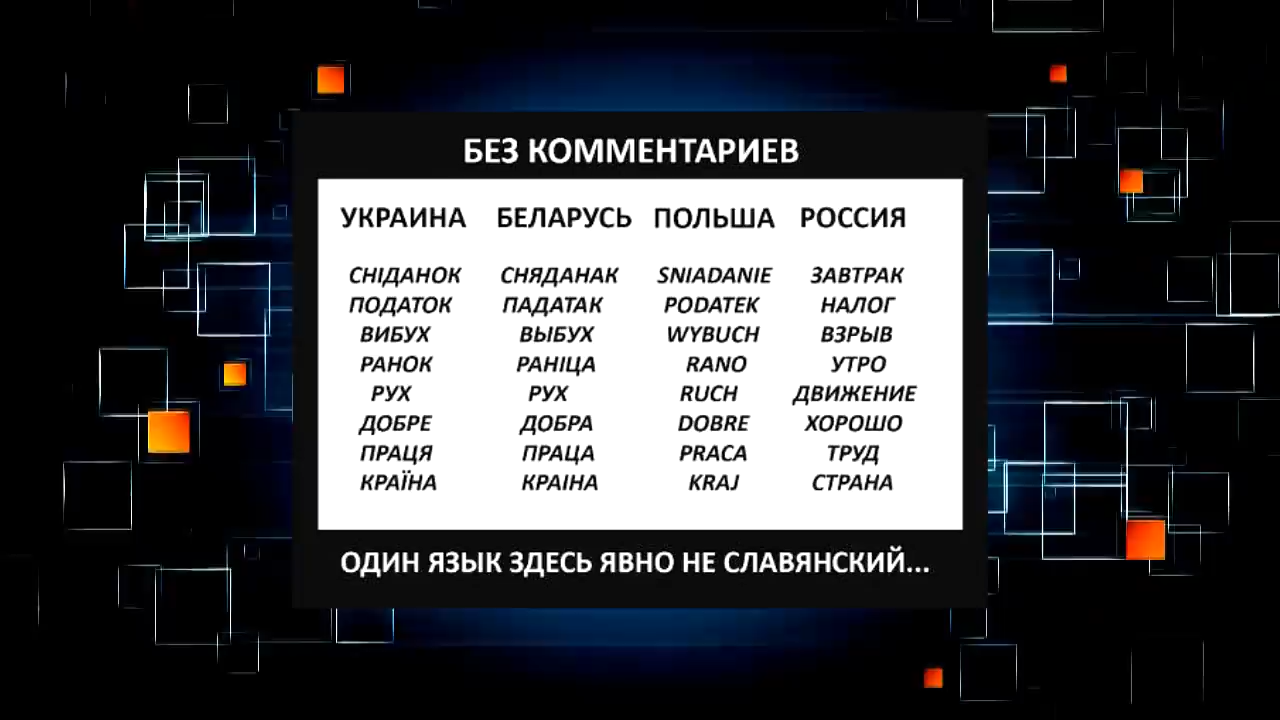 БЕЗ КОММЕНТАРИЕВ
УКРАИНА БЕЛАРУСЬ ПОЛЬША РОССИЯ
СНІДАНОК СНЯДАНАК SNIADANIE ЗАВТРАК
ПОДАТОК ПАДАТАК PODATEK НАЛОГ
ВИБУХ ВЫБУХ WYBUCH ВЗРЫВ
РАНОК РАНІЦА RANO УТРО
РУХ РУХ RUCH ДВИЖЕНИЕ
ДОБРЕ ДОБРА DOBRE ХОРОШО
ПРАЦЯ ПРАЦА PRACA ТРУД
КРАЇНА КРАІНА KRAJ СТРАНА
ОДИН ЯЗЫК ЗДЕСЬ ЯВНО НЕ СЛАВЯНСКИЙ...